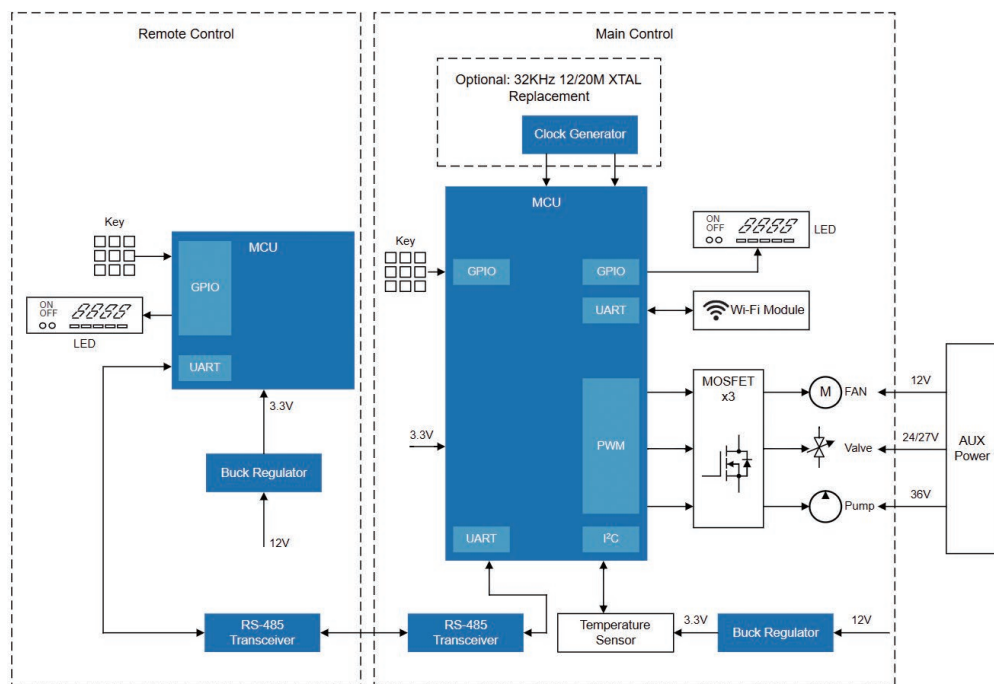 Remote Control
Main Control
Optional: 32KHz 12/20M XTAL
Replacement
Clock Generator
MCU
Key
GPIO
GPIO
ON
OFF
8888
LED
UART
Wi-Fi Module
Key
MCU
GPIO
ON
OFF
8888
LED
UART
3.3V
Buck Regulator
12V
3.3V
PWM
MOSFET
x3
M
FAN
12V
Valve
24/27V
Pump
36V
AUX
Power
UART
I²C
RS-485
Transceiver
RS-485
Transceiver
Temperature
Sensor
3.3V
Buck Regulator
12V